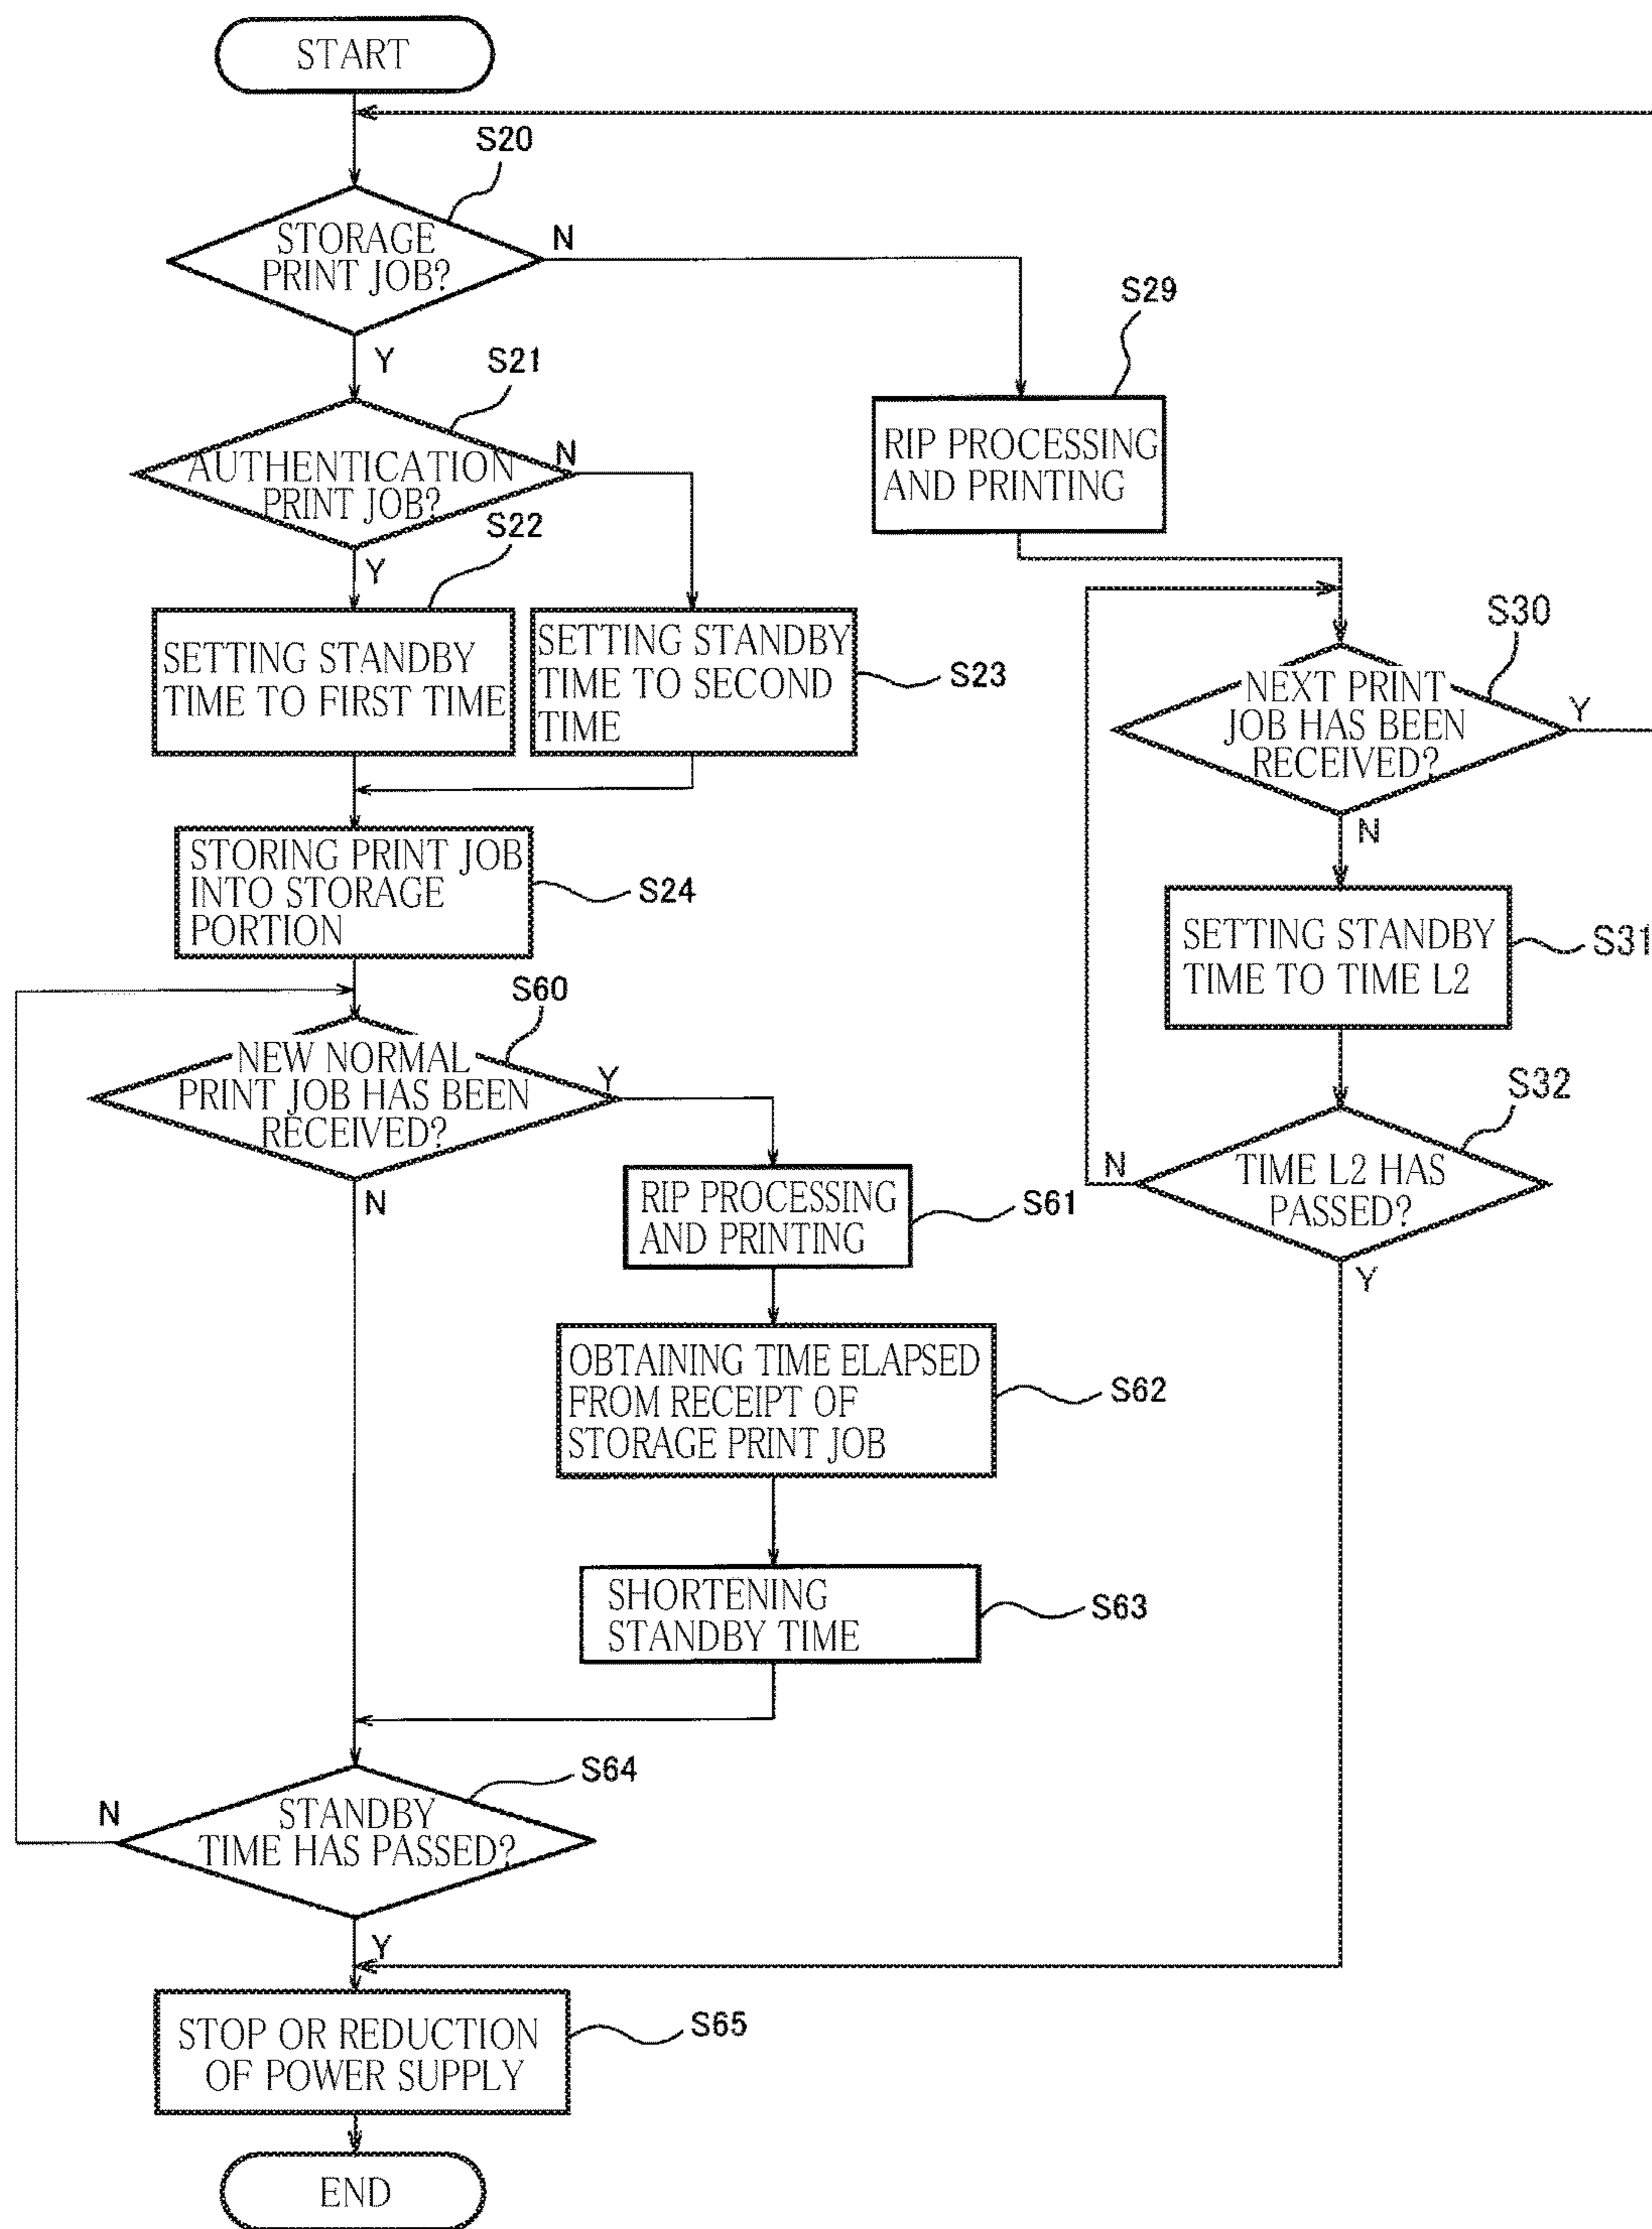 START
S20
STORAGE
PRINT JOB?
N
Y
S29
RIP PROCESSING
AND PRINTING
S21
AUTHENTICATION
PRINT JOB?
N
Y
S22
SETTING STANDBY
TIME TO FIRST TIME
SETTING STANDBY
TIME TO SECOND
TIME
S23
S30
NEXT PRINT
JOB HAS BEEN
RECEIVED?
Y
N
STORING PRINT JOB
INTO STORAGE
PORTION
S24
SETTING STANDBY
TIME TO TIME L2
S31
S60
NEW NORMAL
PRINT JOB HAS BEEN
RECEIVED?
Y
N
S32
TIME L2 HAS
PASSED?
N
Y
RIP PROCESSING
AND PRINTING
S61
OBTAINING TIME ELAPSED
FROM RECEIPT OF
STORAGE PRINT JOB
S62
SHORTENING
STANDBY TIME
S63
S64
STANDBY
TIME HAS PASSED?
N
Y
STOP OR REDUCTION
OF POWER SUPPLY
S65
END